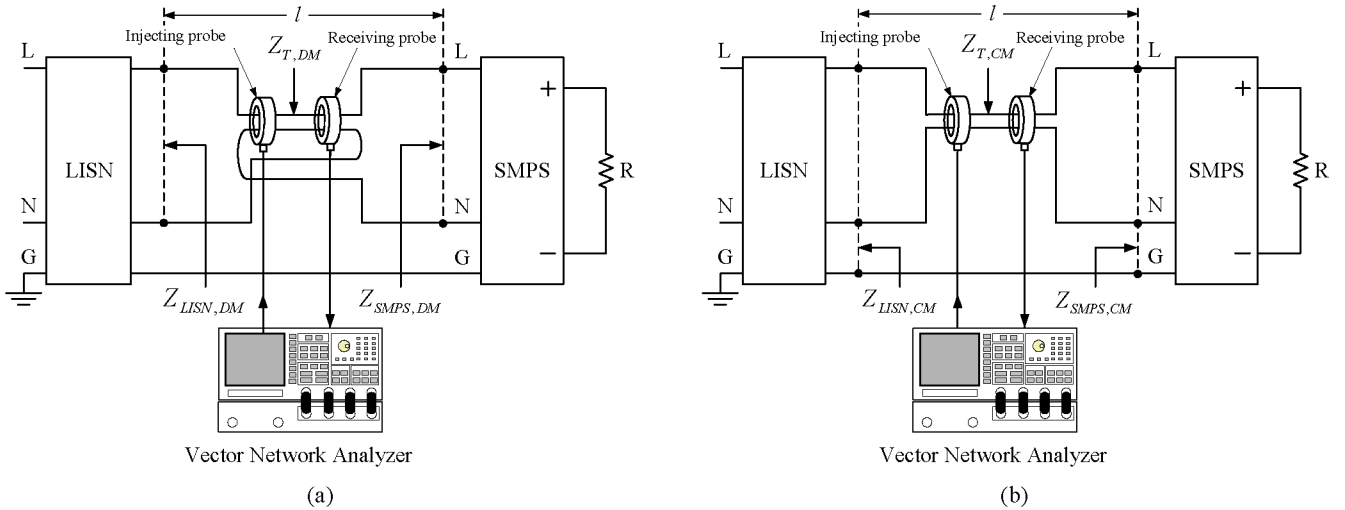 l
Injecting probe
Receiving probe
Z_{T,DM}
L
L
LISN
SMPS
+
R
N
N
−
G
G
Z_{LISN,DM}
Z_{SMPS,DM}
Vector Network Analyzer
(a)
l
Injecting probe
Receiving probe
Z_{T,CM}
L
L
LISN
SMPS
+
R
N
N
−
G
G
Z_{LISN,CM}
Z_{SMPS,CM}
Vector Network Analyzer
(b)